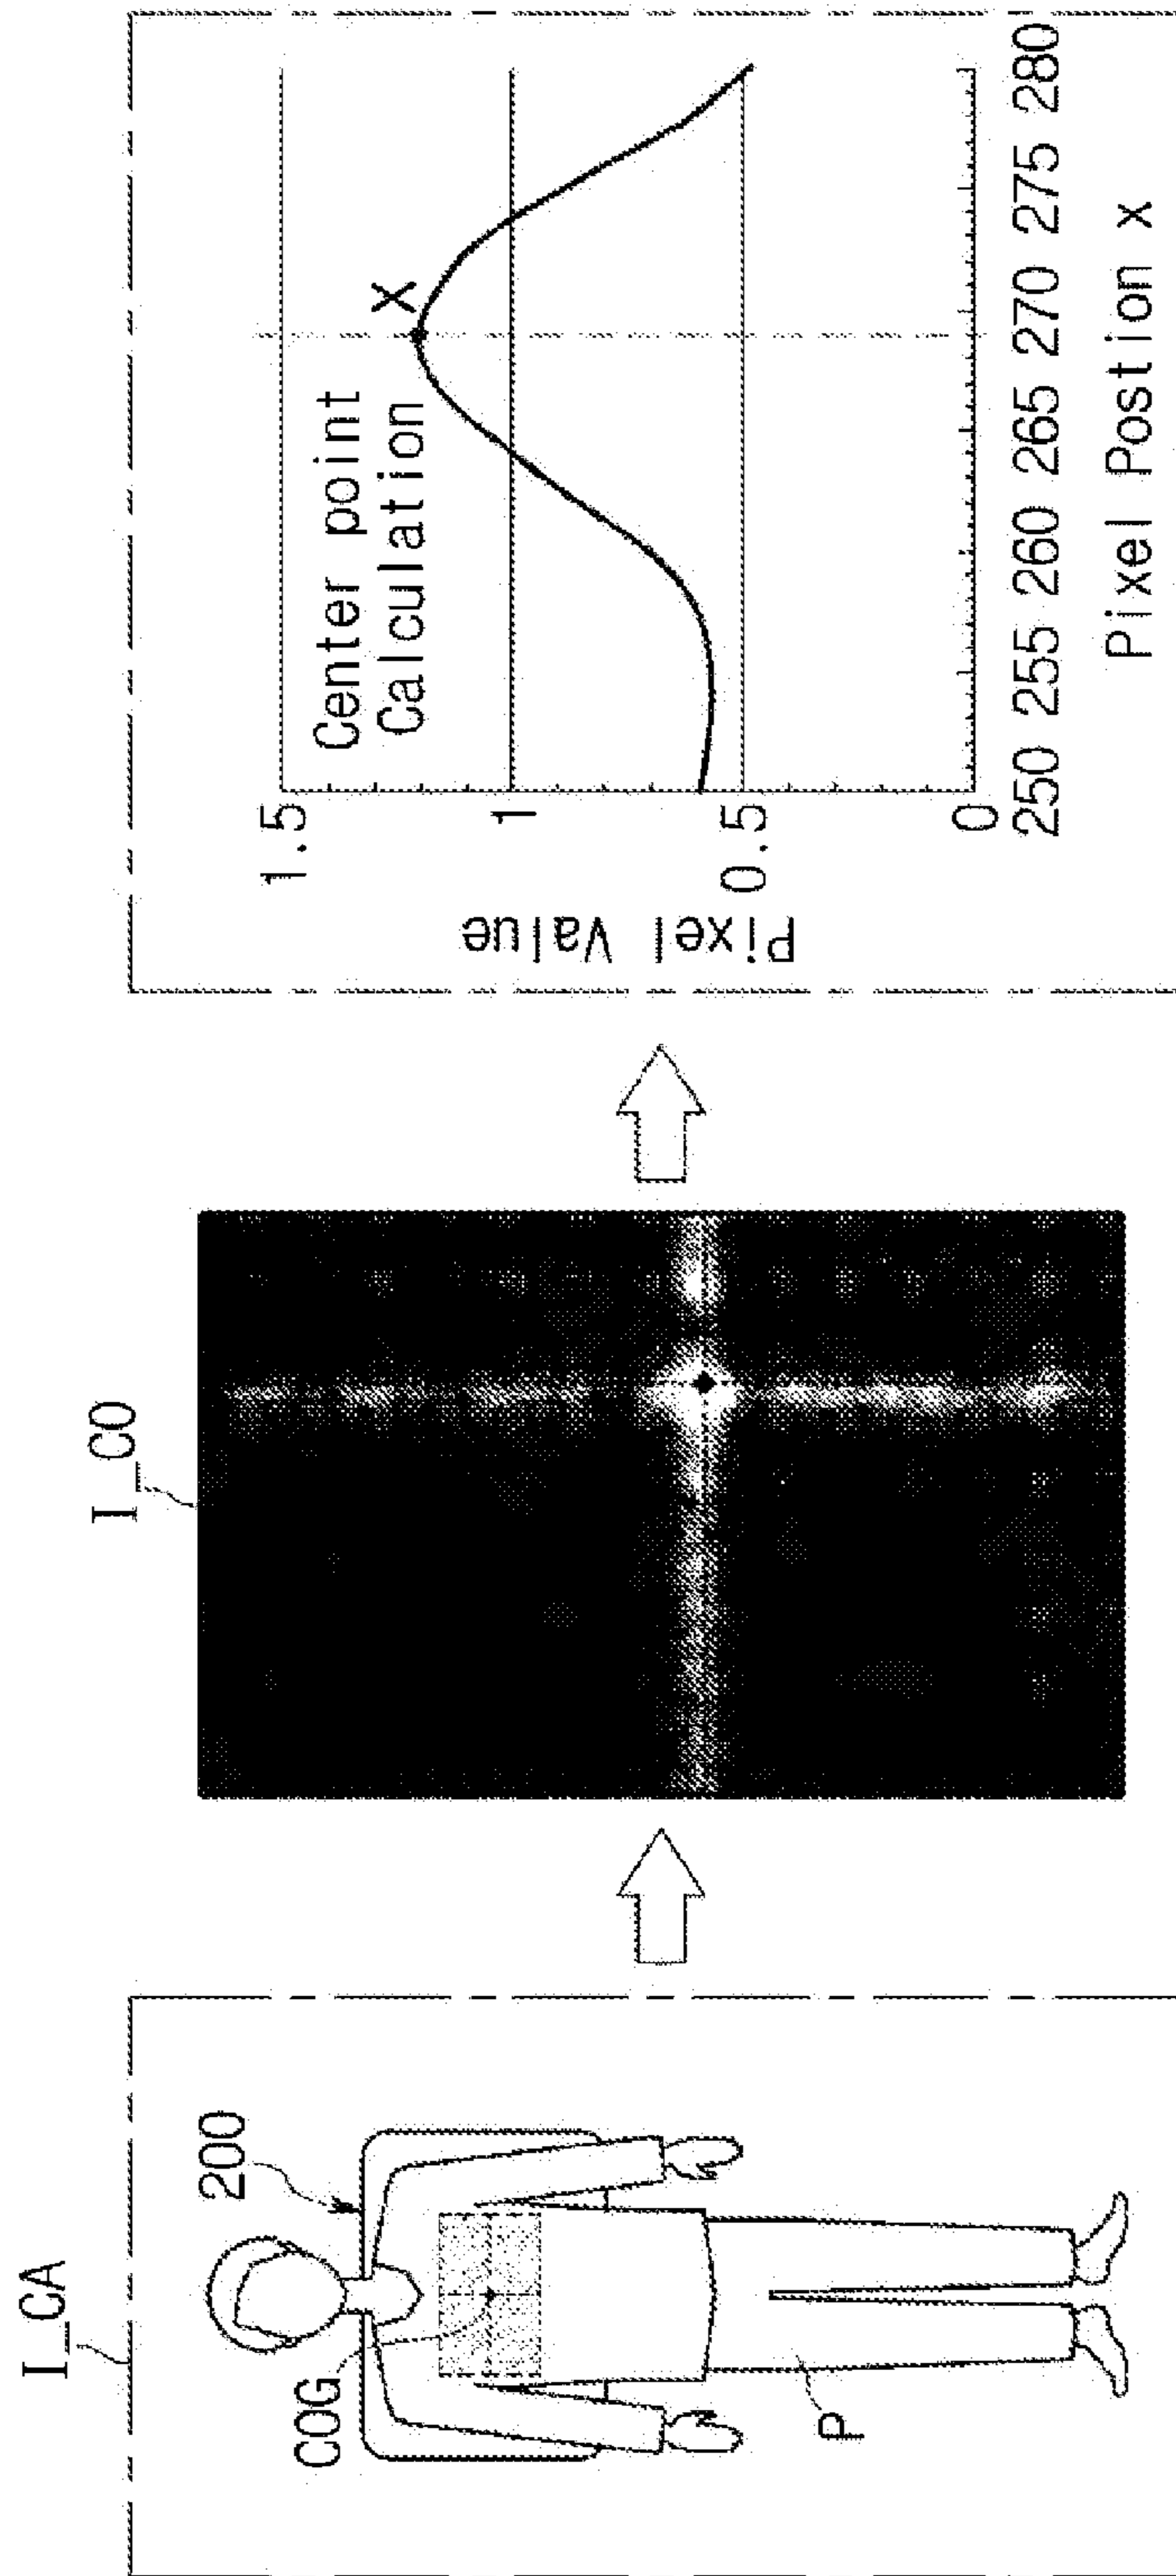 I_CA
200
COG
P
I_CO
Center point
Calculation
X
Pixel Value
1.5
1
0.5
0
250 255 260 265 270 275 280
Pixel Postion x